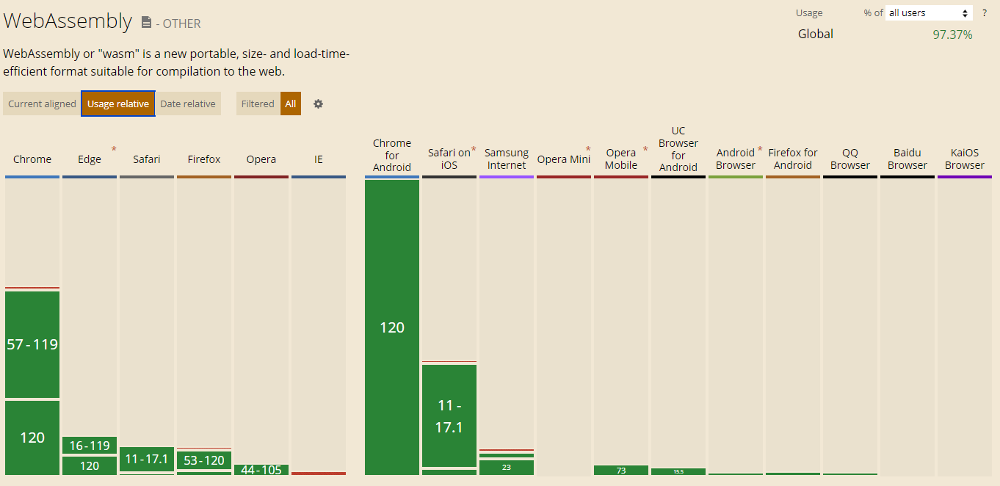 WebAssembly - OTHER
Usage % of all users ?
Global 97.37%
WebAssembly or "wasm" is a new portable, size- and load-time-
efficient format suitable for compilation to the web.
Current aligned Usage relative Date relative Filtered All
Chrome
Edge *
Safari
Firefox
Opera
IE
Chrome
for
Android
Safari on *
iOS
Samsung
Internet
Opera Mini *
Opera *
Mobile
UC
Browser
for
Android
Android *
Browser
Firefox for
Android
QQ
Browser
Baidu
Browser
KaiOS
Browser
57-119
120
16-119
120
11-17.1
53-120
44-105
120
11 -
17.1
23
73
15.5